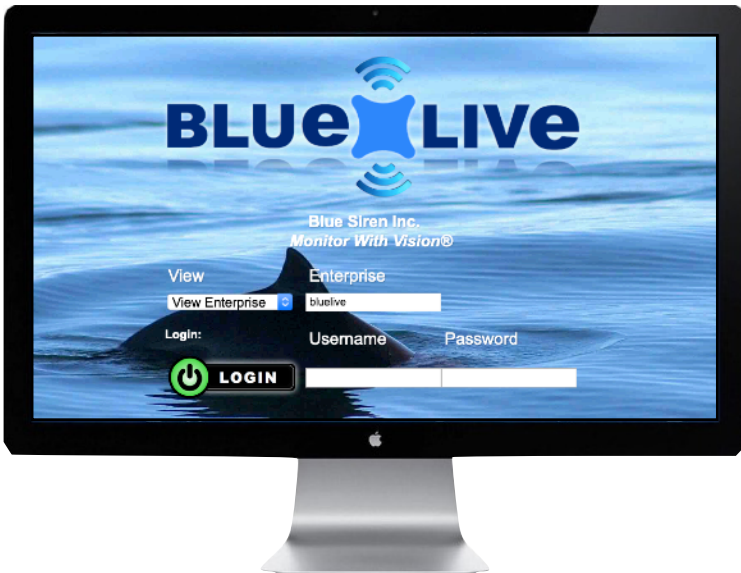 BLUe LIVe
Blue Siren Inc.
Monitor With Vision®
View Enterprise
View Enterprise bluelive
Login: Username Password
LOGIN